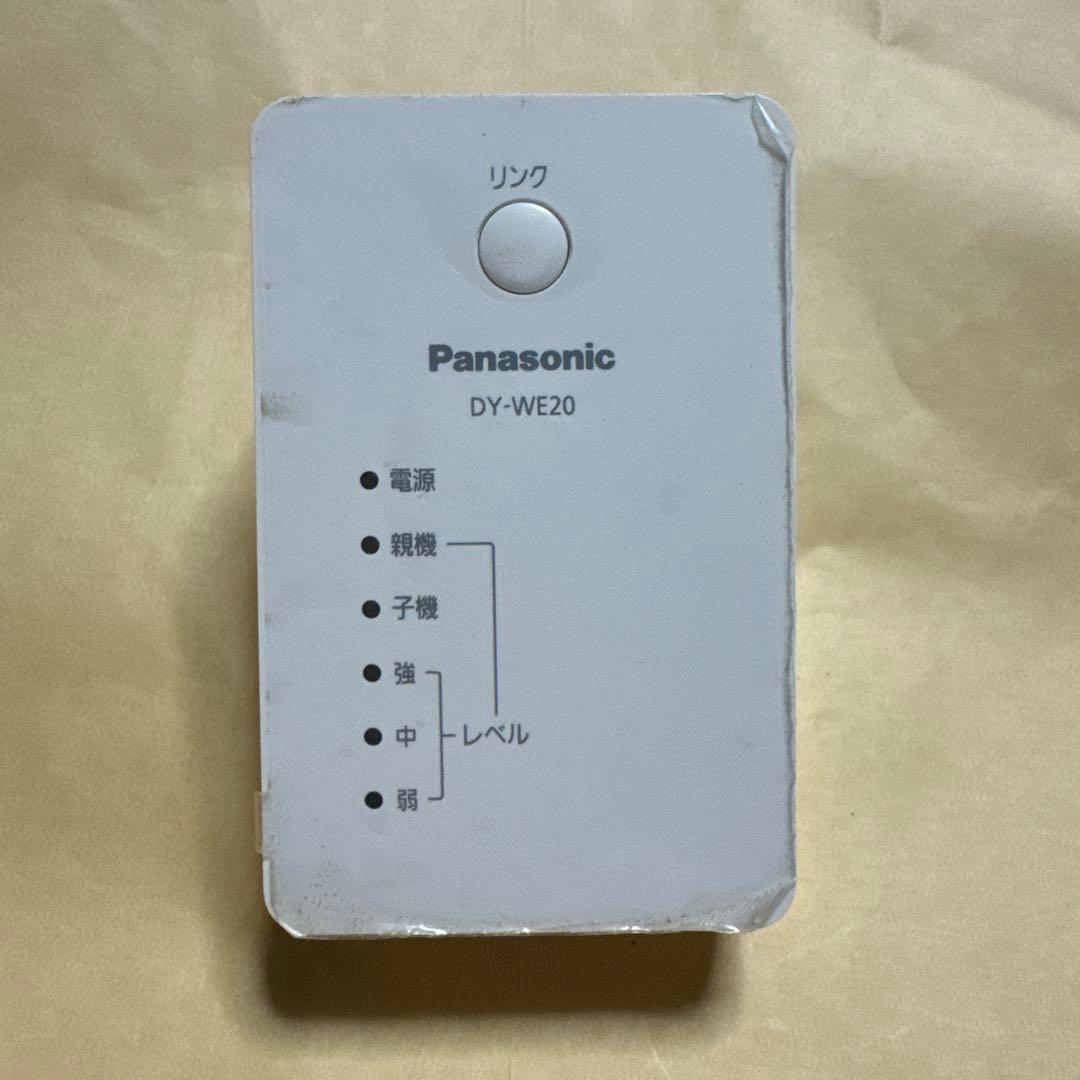 リンク
Panasonic
DY-WE20
電源
親機
子機
強
中
レベル
弱